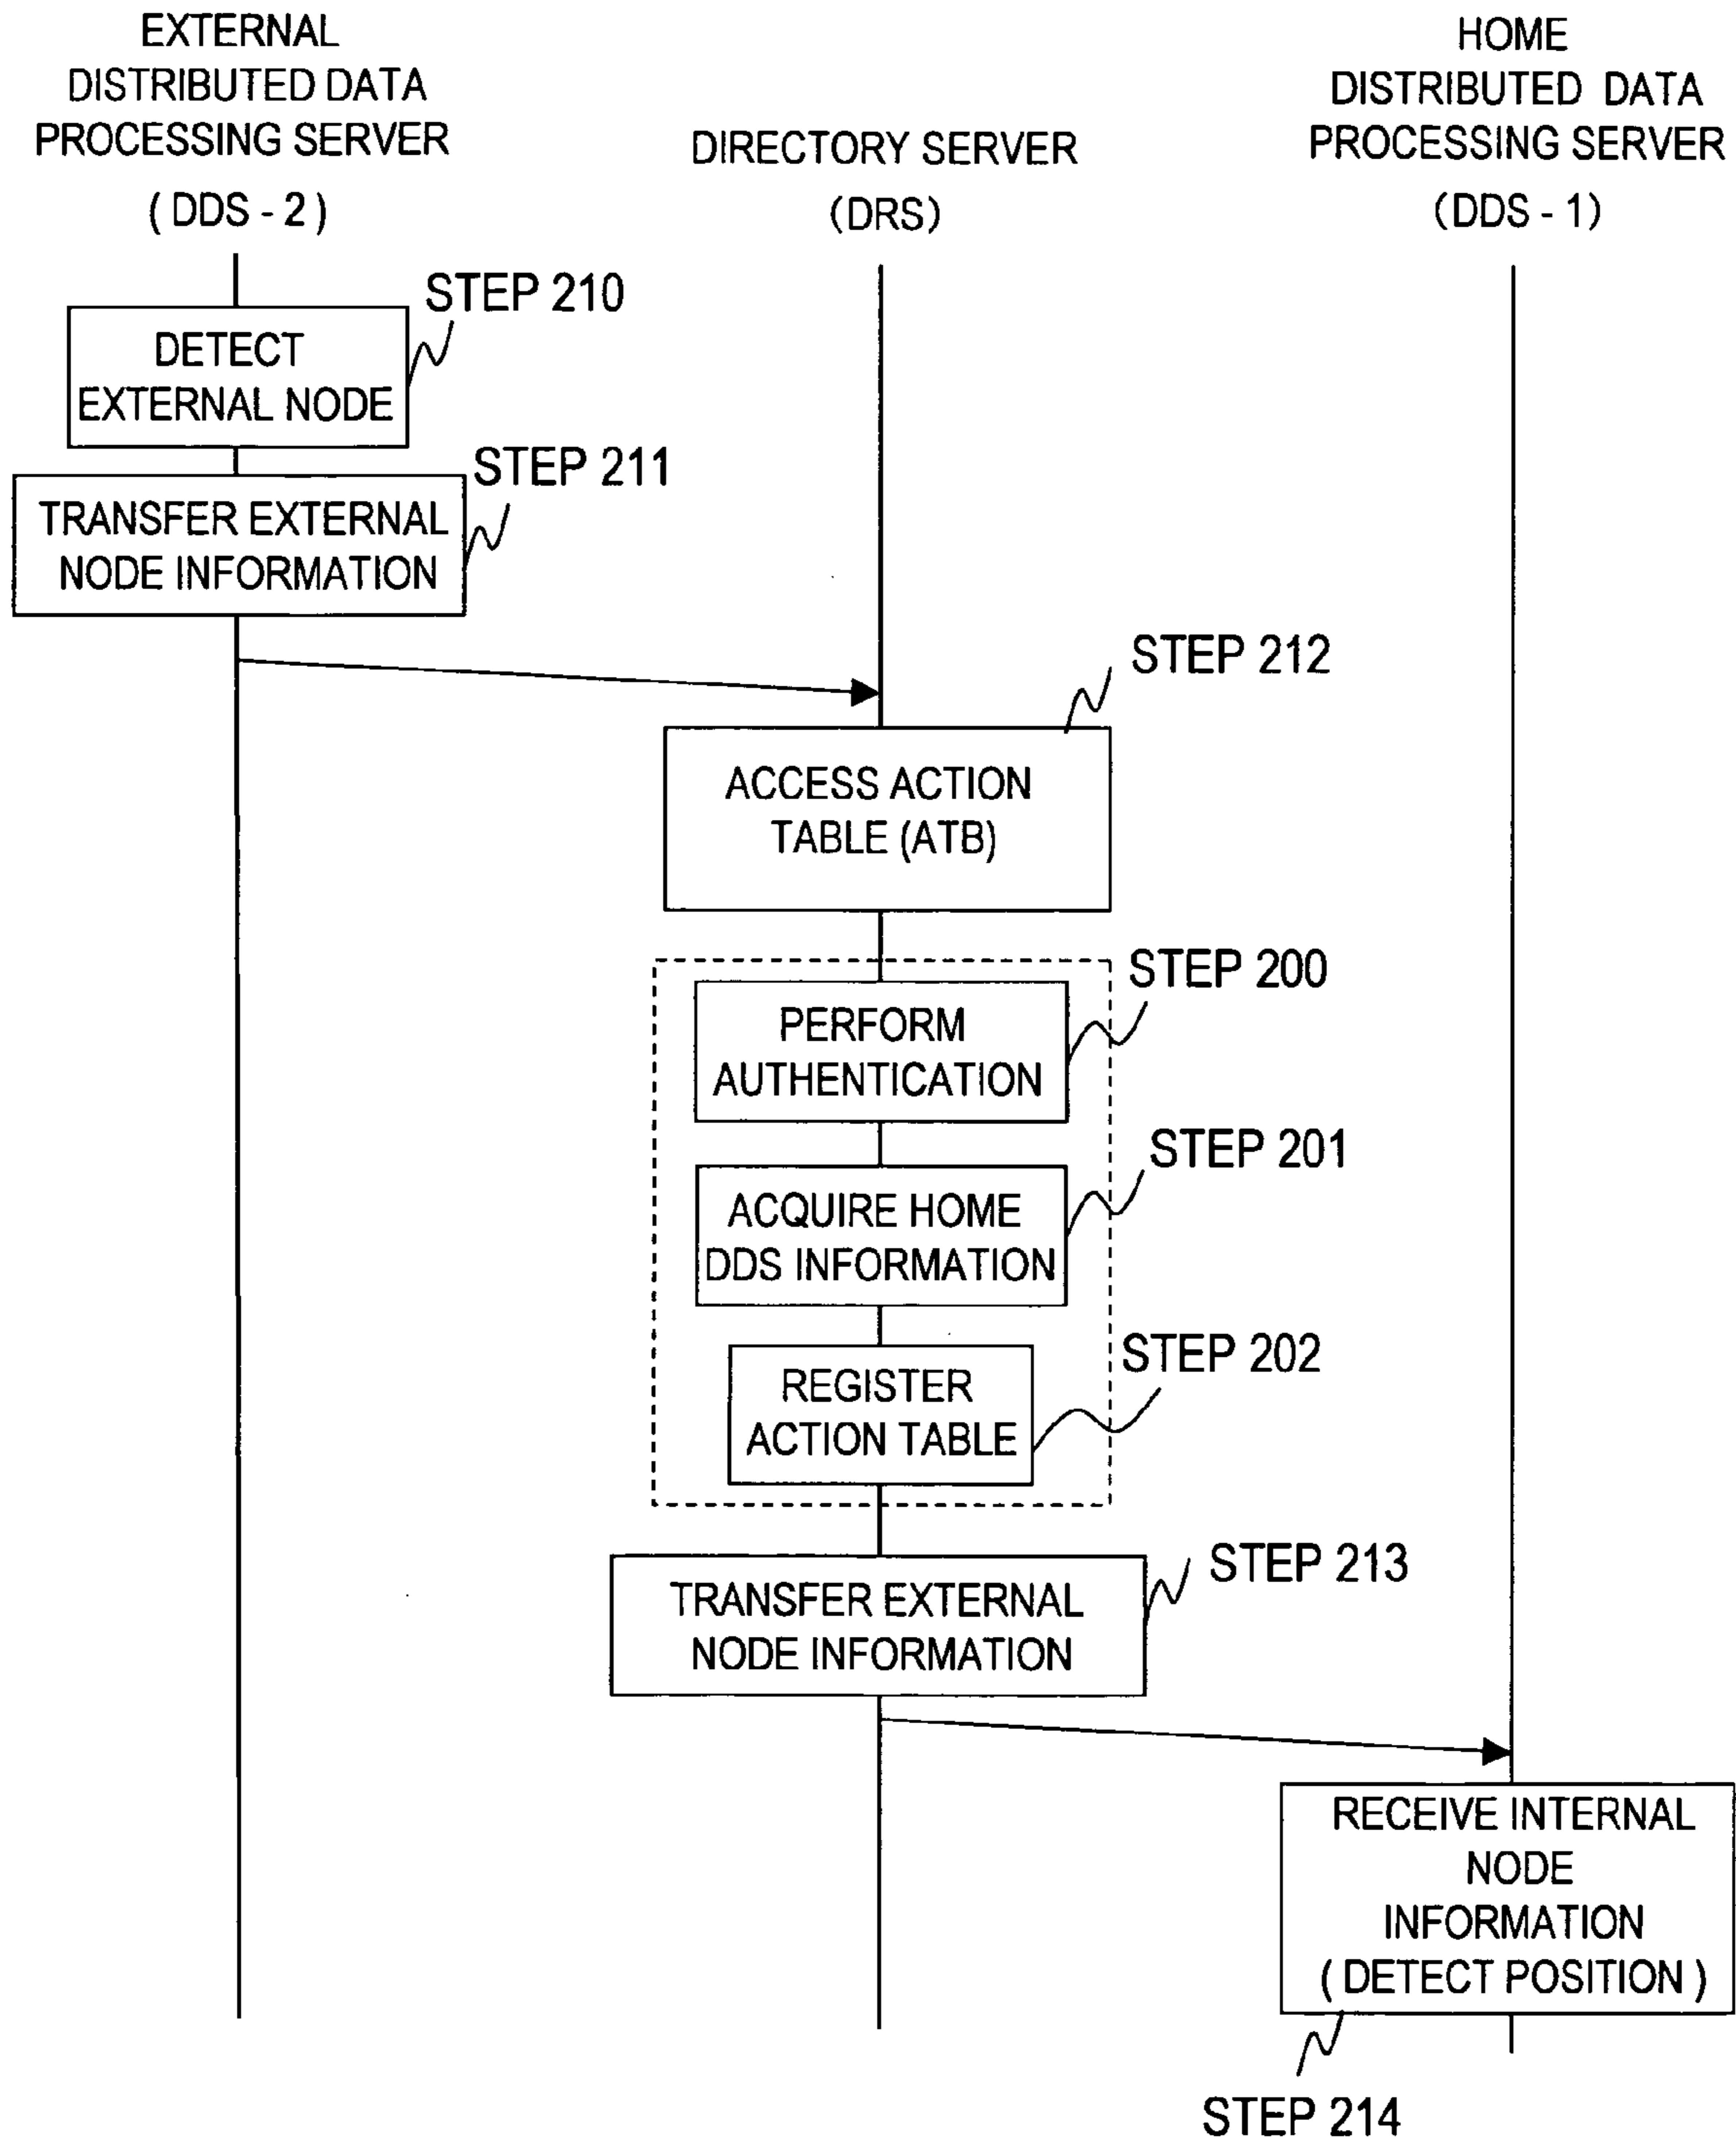 EXTERNAL
DISTRIBUTED DATA
PROCESSING SERVER
( DDS - 2 )
DIRECTORY SERVER
(DRS)
HOME
DISTRIBUTED DATA
PROCESSING SERVER
(DDS - 1)
STEP 210
DETECT
EXTERNAL NODE
STEP 211
TRANSFER EXTERNAL
NODE INFORMATION
STEP 212
ACCESS ACTION
TABLE (ATB)
STEP 200
PERFORM
AUTHENTICATION
STEP 201
ACQUIRE HOME
DDS INFORMATION
STEP 202
REGISTER
ACTION TABLE
STEP 213
TRANSFER EXTERNAL
NODE INFORMATION
RECEIVE INTERNAL
NODE
INFORMATION
( DETECT POSITION )
STEP 214